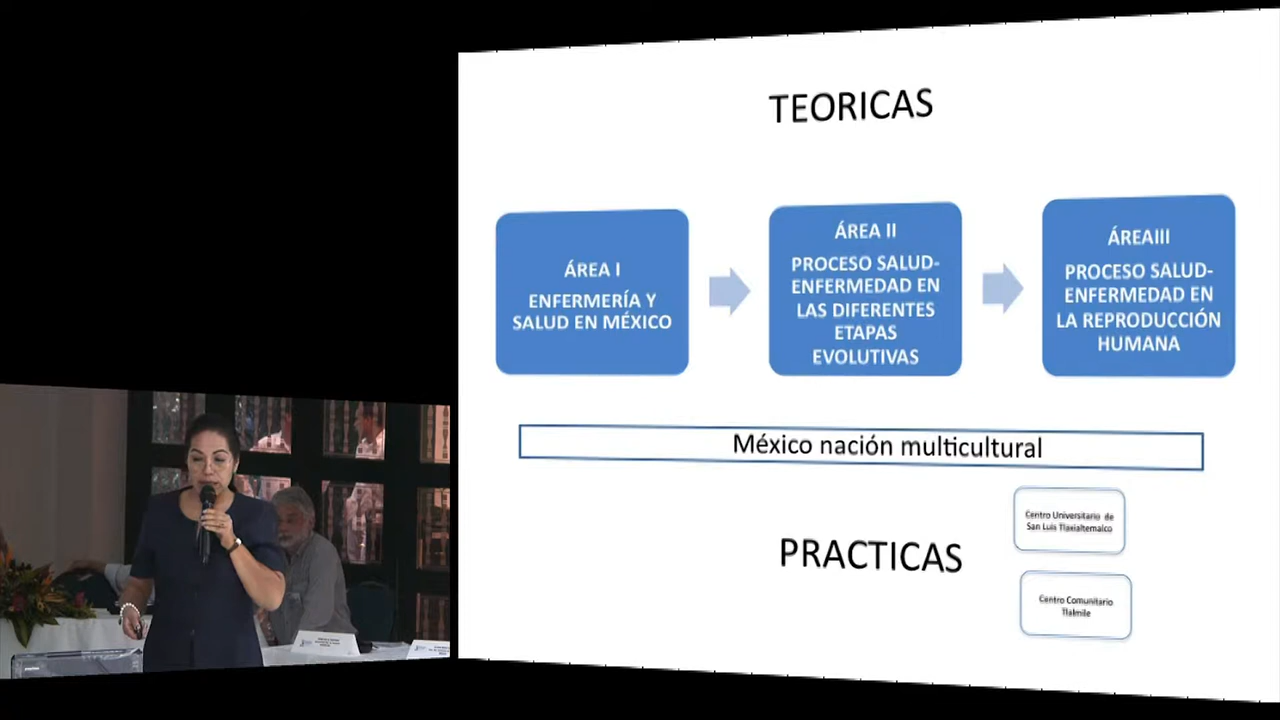 TEORICAS
ÁREA I
ENFERMERÍA Y
SALUD EN MÉXICO
ÁREA II
PROCESO SALUD-
ENFERMEDAD EN
LAS DIFERENTES
ETAPAS
EVOLUTIVAS
ÁREAIII
PROCESO SALUD-
ENFERMEDAD EN
LA REPRODUCCIÓN
HUMANA
México nación multicultural
PRACTICAS
Centro Universitario de
San Luis Tlaxialtemalco
Centro Comunitario
Tlalmile